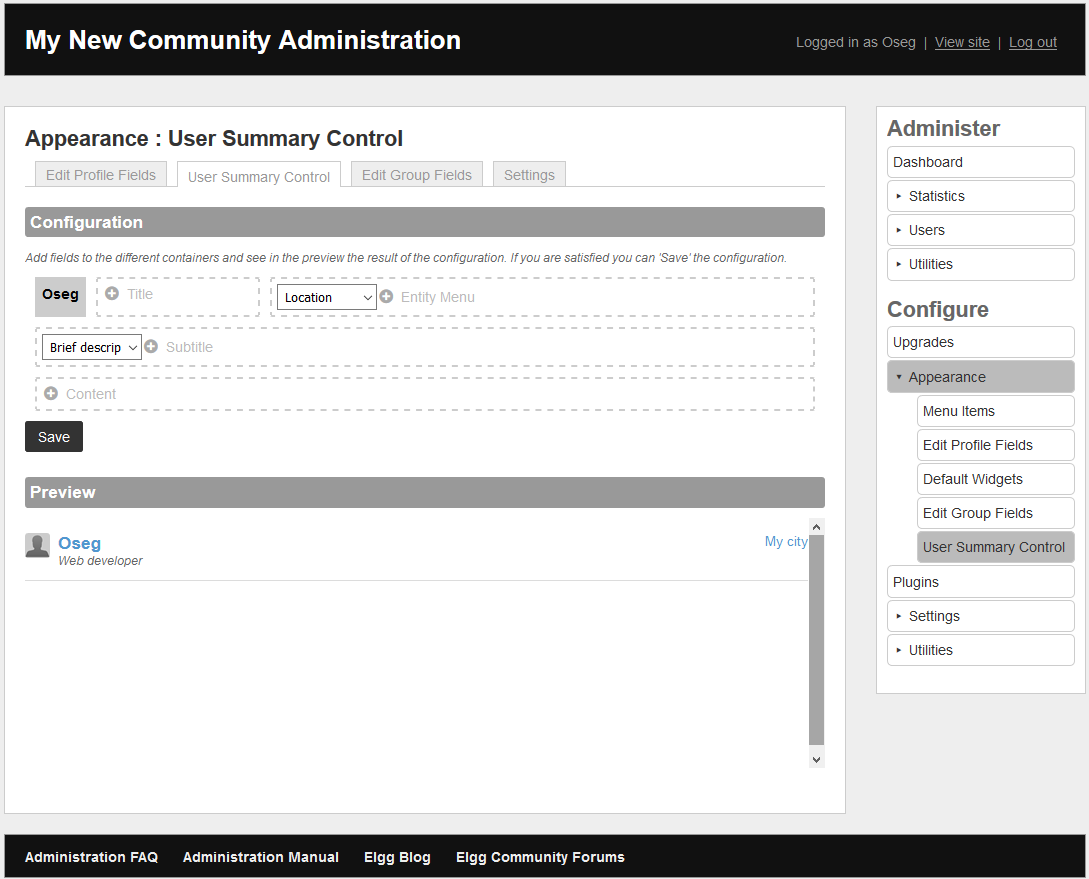 My New Community Administration
Logged in as Oseg | View site | Log out
Appearance : User Summary Control
Edit Profile Fields
User Summary Control
Edit Group Fields
Settings
Configuration
Add fields to the different containers and see in the preview the result of the configuration. If you are satisfied you can 'Save' the configuration.
Oseg
Title
Location
Entity Menu
Brief descrip
Subtitle
Content
Save
Preview
Oseg
Web developer
My city
Administer
Dashboard
Statistics
Users
Utilities
Configure
Upgrades
Appearance
Menu Items
Edit Profile Fields
Default Widgets
Edit Group Fields
User Summary Control
Plugins
Settings
Utilities
Administration FAQ
Administration Manual
Elgg Blog
Elgg Community Forums